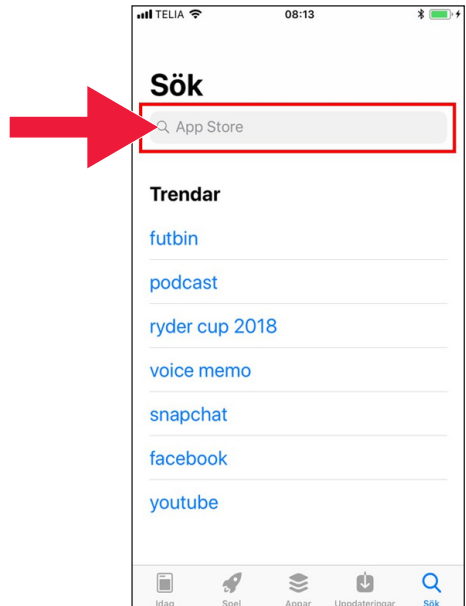 TELIA 08:13
Sök
App Store
Trendar
futbin
podcast
ryder cup 2018
voice memo
snapchat
facebook
youtube
Idag Spel Appar Uppdateringar Sök